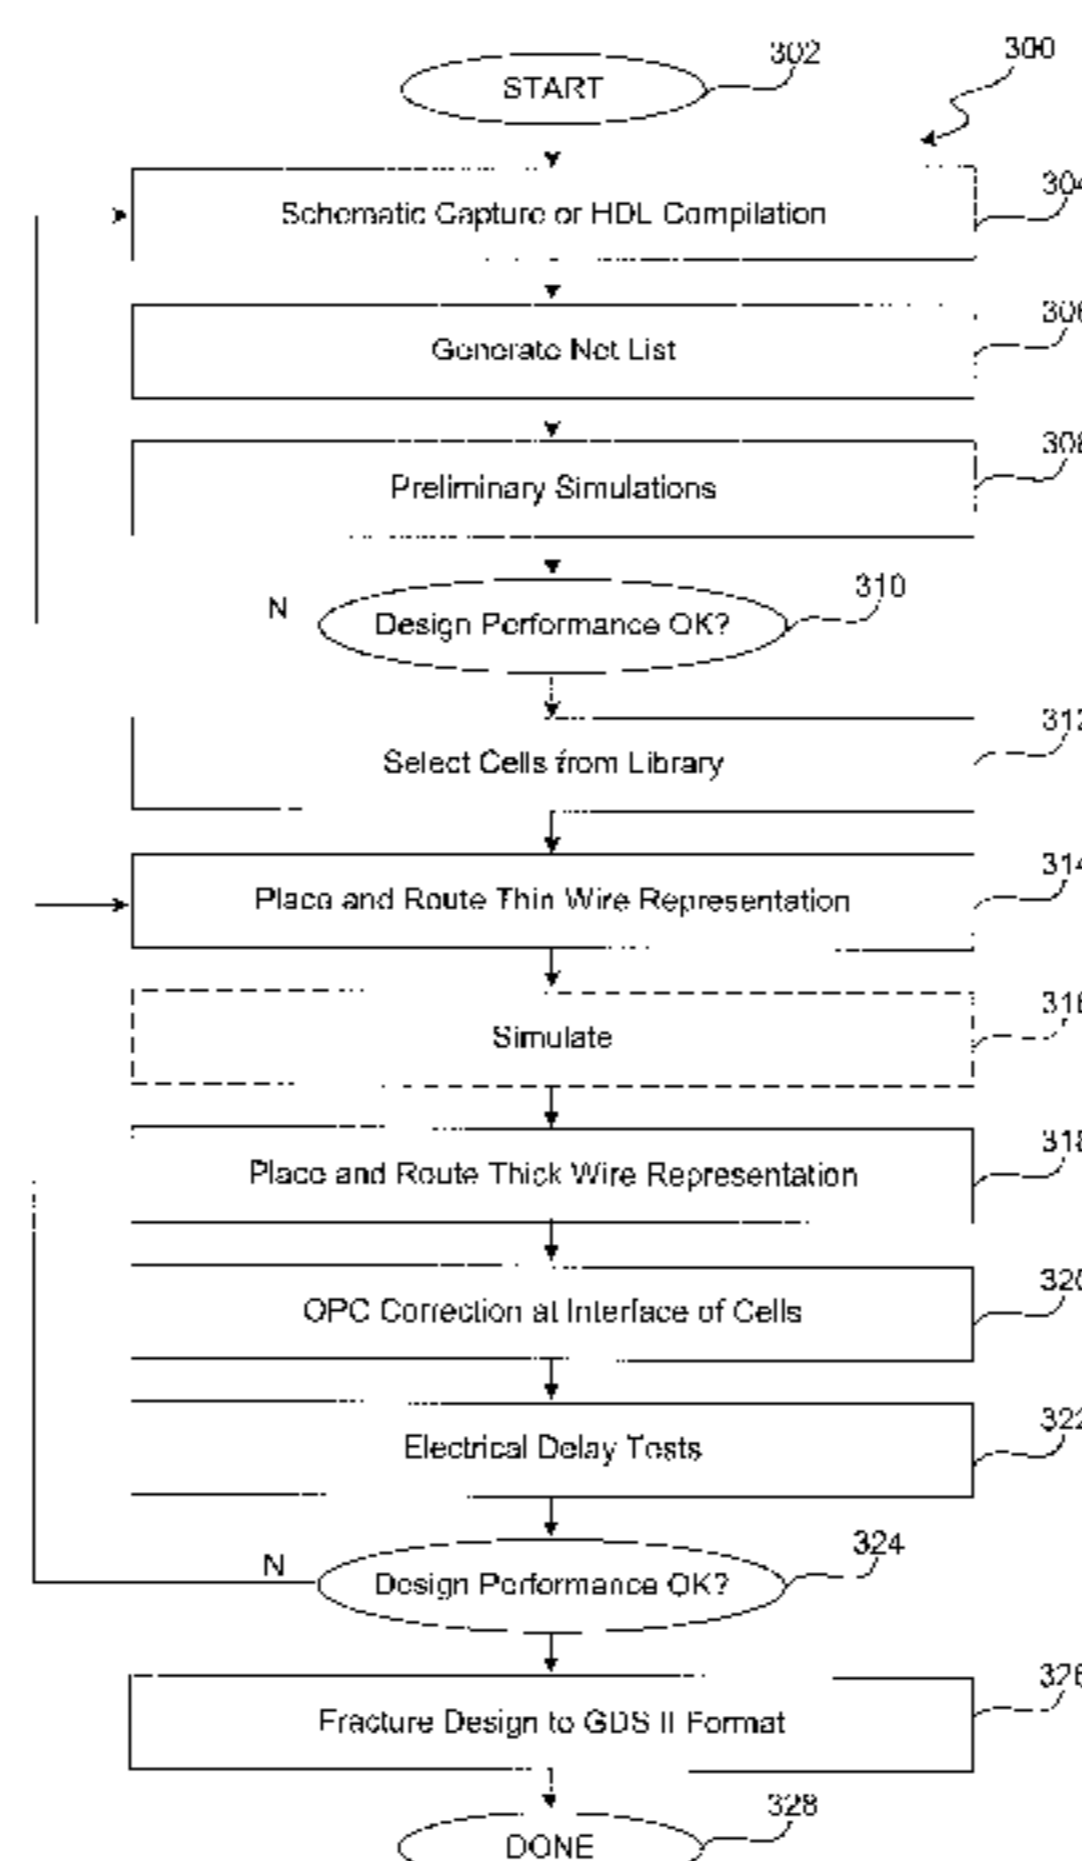 302
300
START
304
Schematic Capture or HDL Compilation
306
Generate Net List
308
Preliminary Simulations
310
N
Design Performance OK?
312
Select Cells from Library
314
Place and Route Thin Wire Representation
316
Simulate
318
Place and Route Thick Wire Representation
320
OPC Correction at Interface of Cells
322
Electrical Delay Tests
324
N
Design Performance OK?
326
Fracture Design to GDS II Format
328
DONE